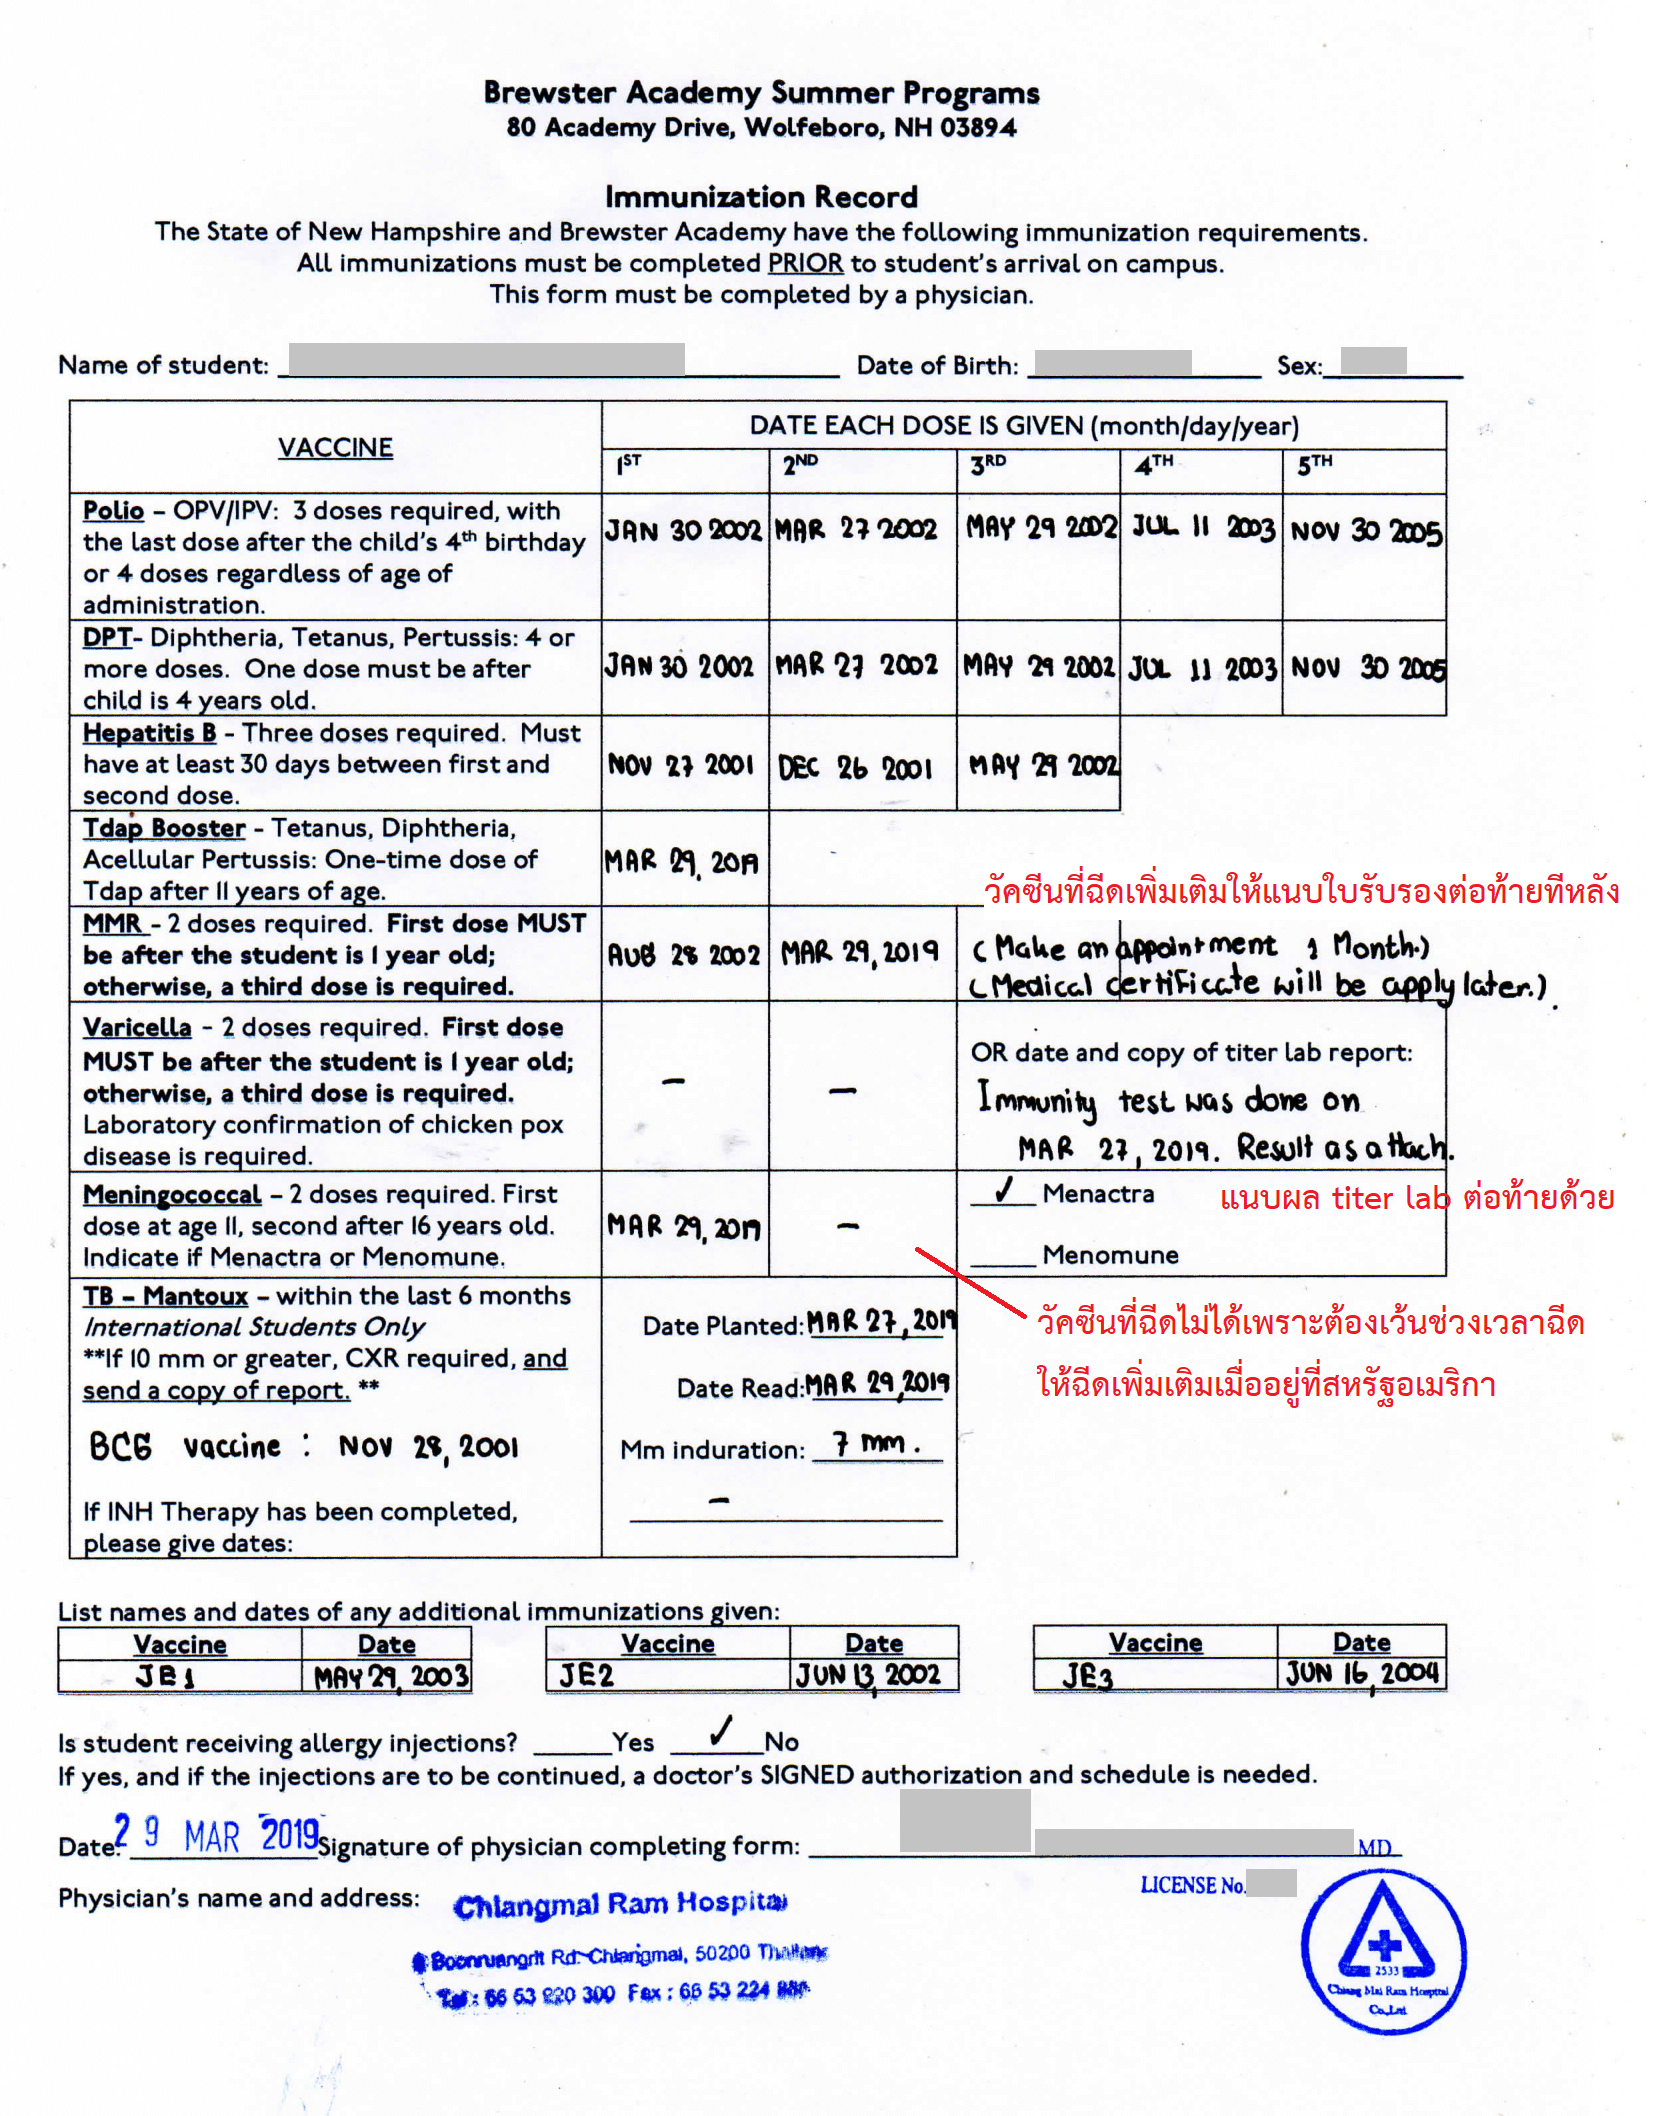 Brewster Academy Summer Programs
80 Academy Drive, Wolfeboro, NH 03894
Immunization Record
The State of New Hampshire and Brewster Academy have the following immunization requirements.
All immunizations must be completed PRIOR to student's arrival on campus.
This form must be completed by a physician.
Name of student: Date of Birth: Sex:
VACCINE
DATE EACH DOSE IS GIVEN (month/day/year)
1ST 2ND 3RD 4TH 5TH
Polio – OPV/IPV: 3 doses required, with
the last dose after the child's 4th birthday
or 4 doses regardless of age of
administration.
JAN 30 2002 MAR 27 2002 MAY 29 2002 JUL 11 2003 NOV 30 2005
DPT- Diphtheria, Tetanus, Pertussis: 4 or
more doses. One dose must be after
child is 4 years old.
JAN 30 2002 MAR 27 2002 MAY 29 2002 JUL 11 2003 NOV 30 2005
Hepatitis B - Three doses required. Must
have at least 30 days between first and
second dose.
NOV 27 2001 DEC 26 2001 MAY 29 2002
Tdap Booster - Tetanus, Diphtheria,
Acellular Pertussis: One-time dose of
Tdap after 11 years of age.
MAR 29, 2019
วัคซีนที่ฉีดเพิ่มเติมให้แนบใบรับรองต่อท้ายทีหลัง
MMR - 2 doses required. First dose MUST
be after the student is 1 year old;
otherwise, a third dose is required.
AUG 28 2002 MAR 29, 2019
(Make an appointment 1 Month.)
(Medical certificate will be apply later.).
Varicella - 2 doses required. First dose
MUST be after the student is 1 year old;
otherwise, a third dose is required.
Laboratory confirmation of chicken pox
disease is required.
– –
OR date and copy of titer lab report:
Immunity test was done on
MAR 27, 2019. Result as attach.
Meningococcal – 2 doses required. First
dose at age 11, second after 16 years old.
Indicate if Menactra or Menomune.
MAR 29, 2019 –
✓ Menactra
Menomune
แนบผล titer lab ต่อท้ายด้วย
วัคซีนที่ฉีดไม่ได้เพราะต้องเว้นช่วงเวลาฉีด
ให้ฉีดเพิ่มเติมเมื่ออยู่ที่สหรัฐอเมริกา
TB – Mantoux – within the last 6 months
International Students Only
**If 10 mm or greater, CXR required, and
send a copy of report. **
BCG vaccine : NOV 28, 2001
If INH Therapy has been completed,
please give dates:
Date Planted: MAR 27, 2019
Date Read: MAR 29, 2019
Mm induration: 7 mm.
–
List names and dates of any additional immunizations given:
Vaccine Date Vaccine Date Vaccine Date
JE1 MAY 29, 2003 JE2 JUN 13, 2002 JE3 JUN 16, 2004
Is student receiving allergy injections? Yes ✓ No
If yes, and if the injections are to be continued, a doctor's SIGNED authorization and schedule is needed.
Date: 29 MAR 2019 Signature of physician completing form: MD
LICENSE No.
Physician's name and address: Chiangmai Ram Hospital
Boonruangrit Rd. Chiangmai, 50200 Thailand
Tel : 66 53 920 300 Fax : 66 53 224
2533
Chiang Mai Ram Hospital
Co.,Ltd.